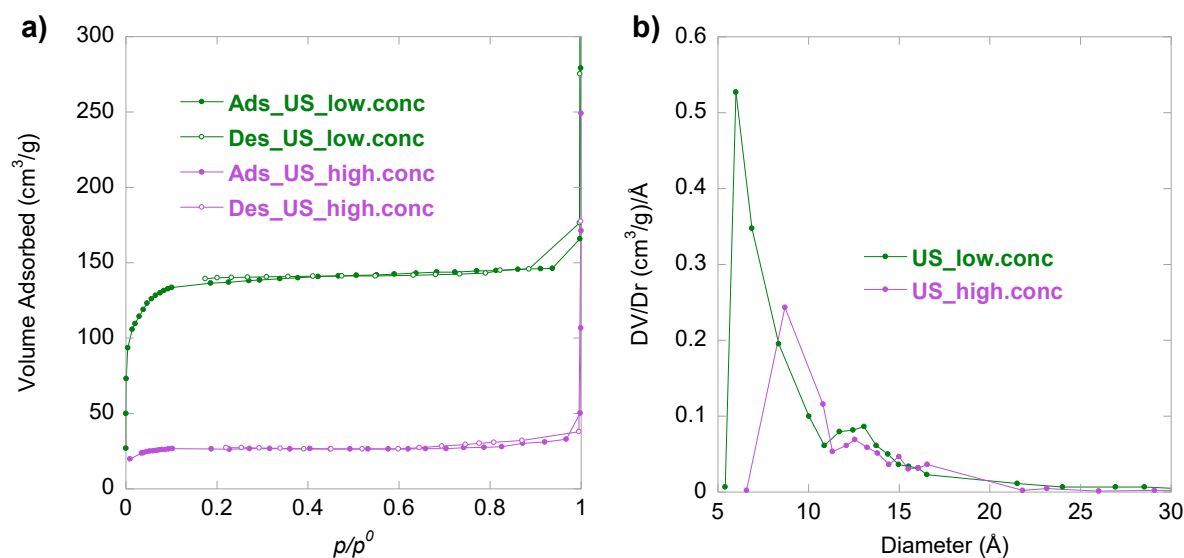 a)
300
250
200
150
100
50
0
Volume Adsorbed (cm³/g)
Ads_US_low.conc
Des_US_low.conc
Ads_US_high.conc
Des_US_high.conc
0
0.2
0.4
0.6
0.8
1
p/p⁰
b)
0.6
0.5
0.4
0.3
0.2
0.1
0
DV/Dr (cm³/g)/Å
US_low.conc
US_high.conc
5
10
15
20
25
30
Diameter (Å)